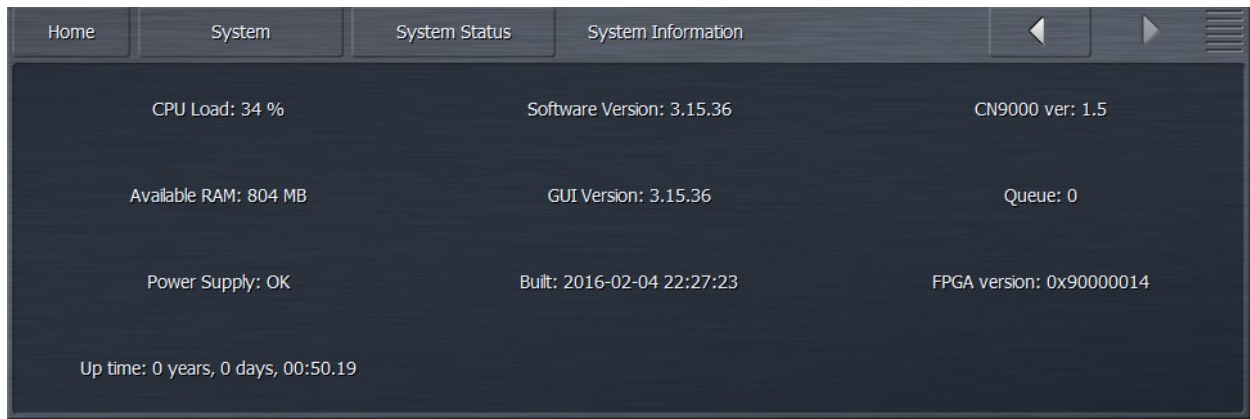 Home System System Status System Information
CPU Load: 34 % Software Version: 3.15.36 CN9000 ver: 1.5
Available RAM: 804 MB GUI Version: 3.15.36 Queue: 0
Power Supply: OK Built: 2016-02-04 22:27:23 FPGA version: 0x90000014
Up time: 0 years, 0 days, 00:50.19